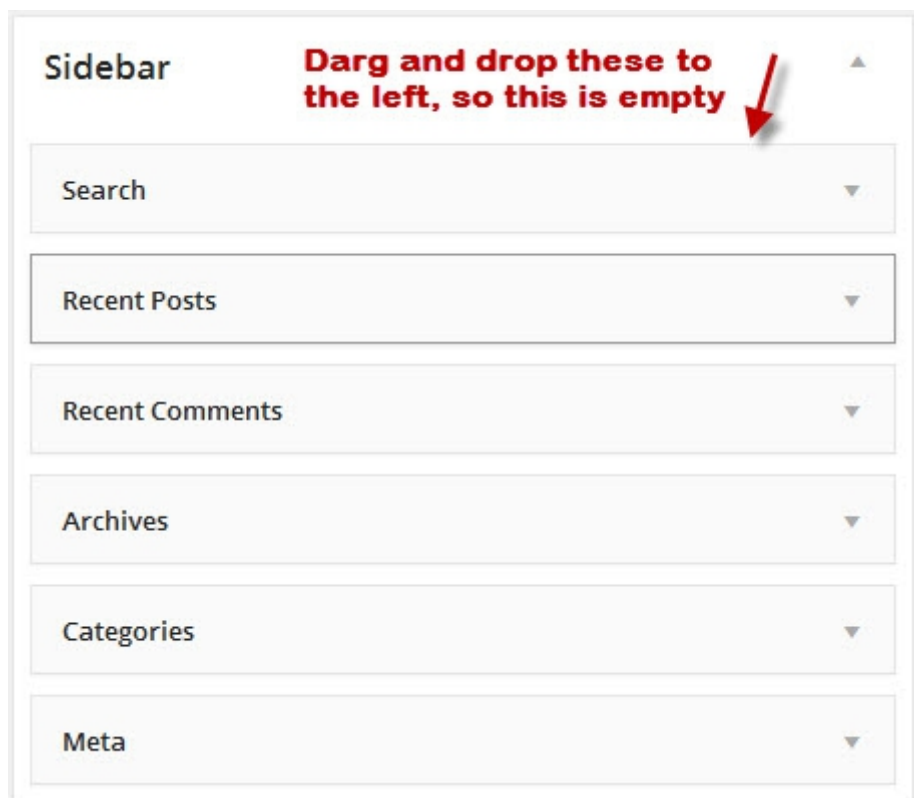 Sidebar
Darg and drop these to
the left, so this is empty
Search
Recent Posts
Recent Comments
Archives
Categories
Meta